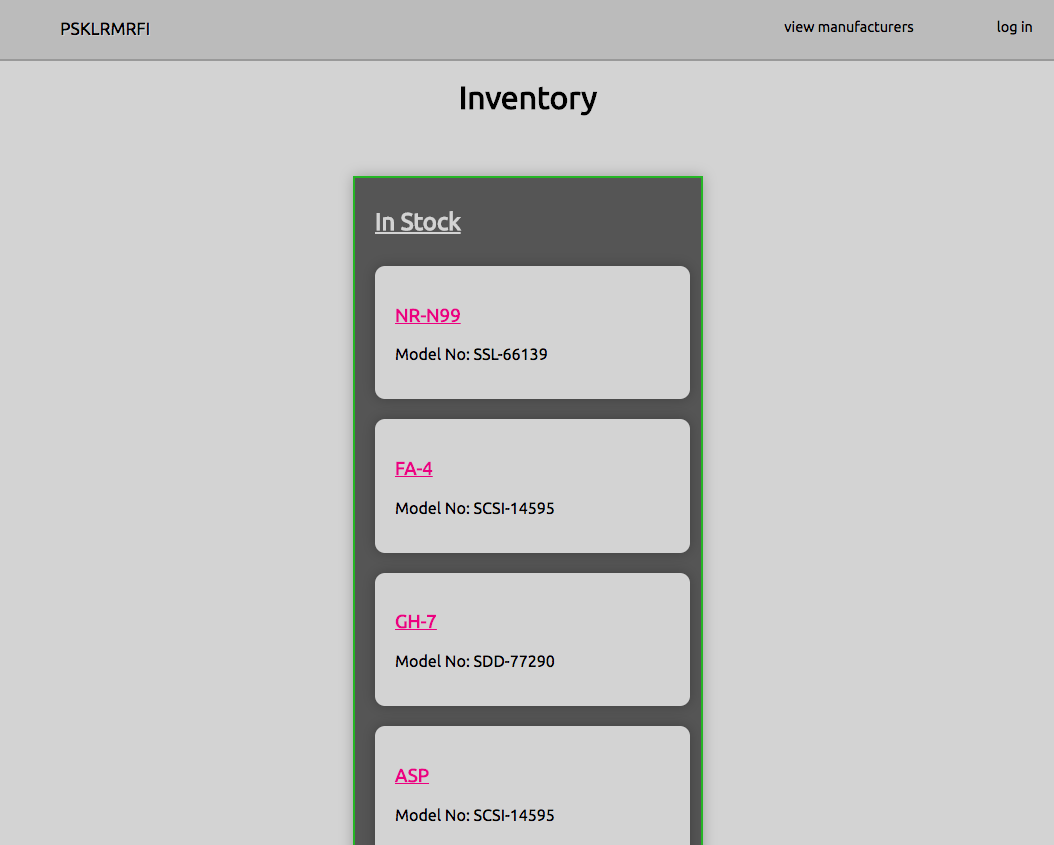 PSKLRMRFI
view manufacturers
log in
Inventory
In Stock
NR-N99
Model No: SSL-66139
FA-4
Model No: SCSI-14595
GH-7
Model No: SDD-77290
ASP
Model No: SCSI-14595